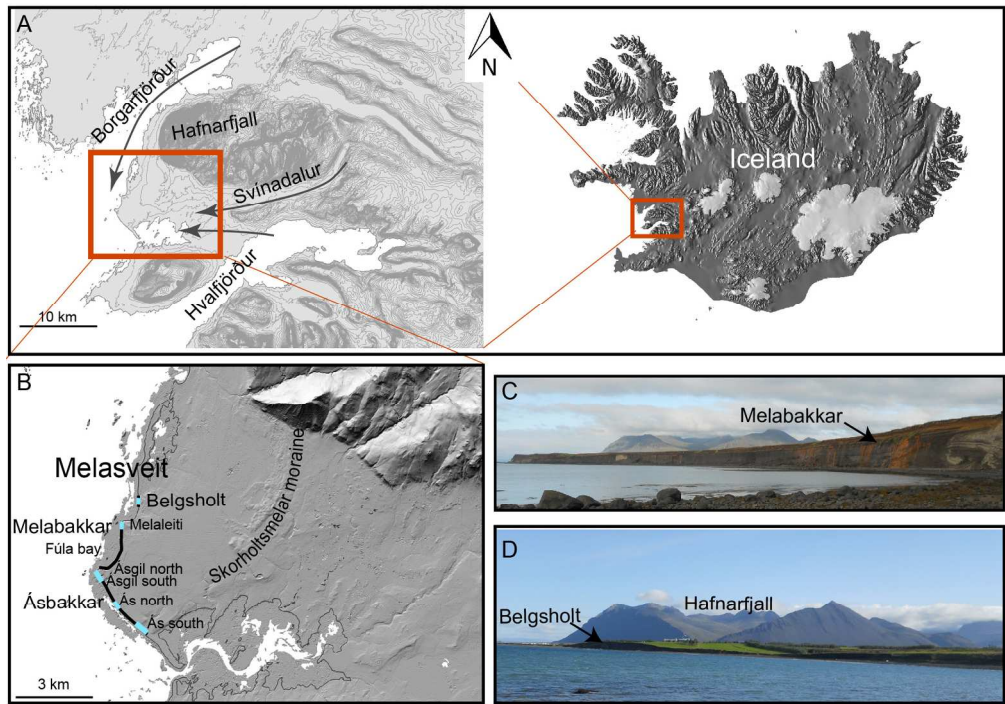 A
N
Borgarfjörður
Hafnarfjall
Svínadalur
Hvalfjörður
10 km
Iceland
B
Melasveit
Belgsholt
Melabakkar
Melaleiti
Fúla bay
Ásgil north
Ásgil south
Ásbakkar
Ás north
Ás south
Skorholtsmelar moraine
3 km
C
Melabakkar
D
Hafnarfjall
Belgsholt